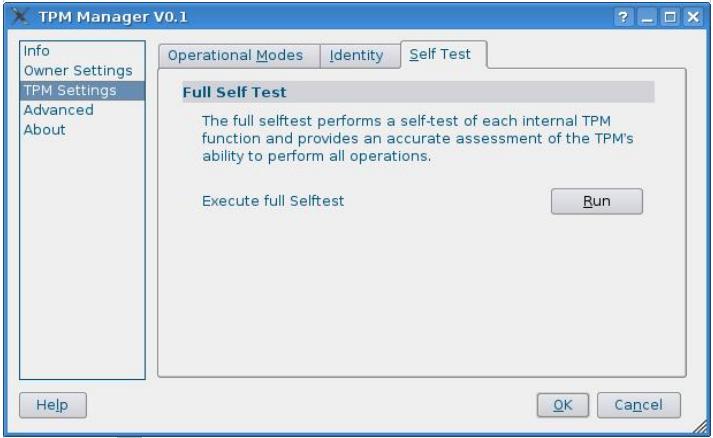 TPM Manager V0.1
?
Info
Owner Settings
TPM Settings
Advanced
About
Operational Modes
Identity
Self Test
Full Self Test
The full selftest performs a self-test of each internal TPM
function and provides an accurate assessment of the TPM's
ability to perform all operations.
Execute full Selftest
Run
Help
OK
Cancel